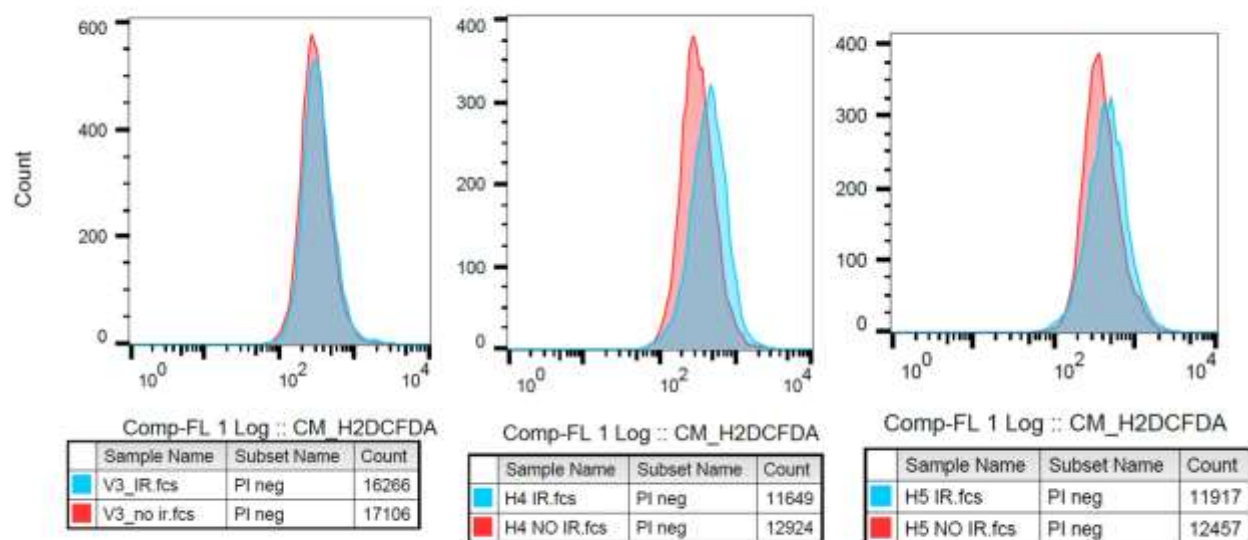 600
400
200
0
Count
10^0 10^2 10^4
Comp-FL 1 Log :: CM_H2DCFDA
Sample Name Subset Name Count
V3_IR.fcs PI neg 16266
V3_no ir.fcs PI neg 17106
400
300
200
100
0
10^0 10^2 10^4
Comp-FL 1 Log :: CM_H2DCFDA
Sample Name Subset Name Count
H4 IR.fcs PI neg 11649
H4 NO IR.fcs PI neg 12924
400
300
200
100
0
10^0 10^2 10^4
Comp-FL 1 Log :: CM_H2DCFDA
Sample Name Subset Name Count
H5 IR.fcs PI neg 11917
H5 NO IR.fcs PI neg 12457